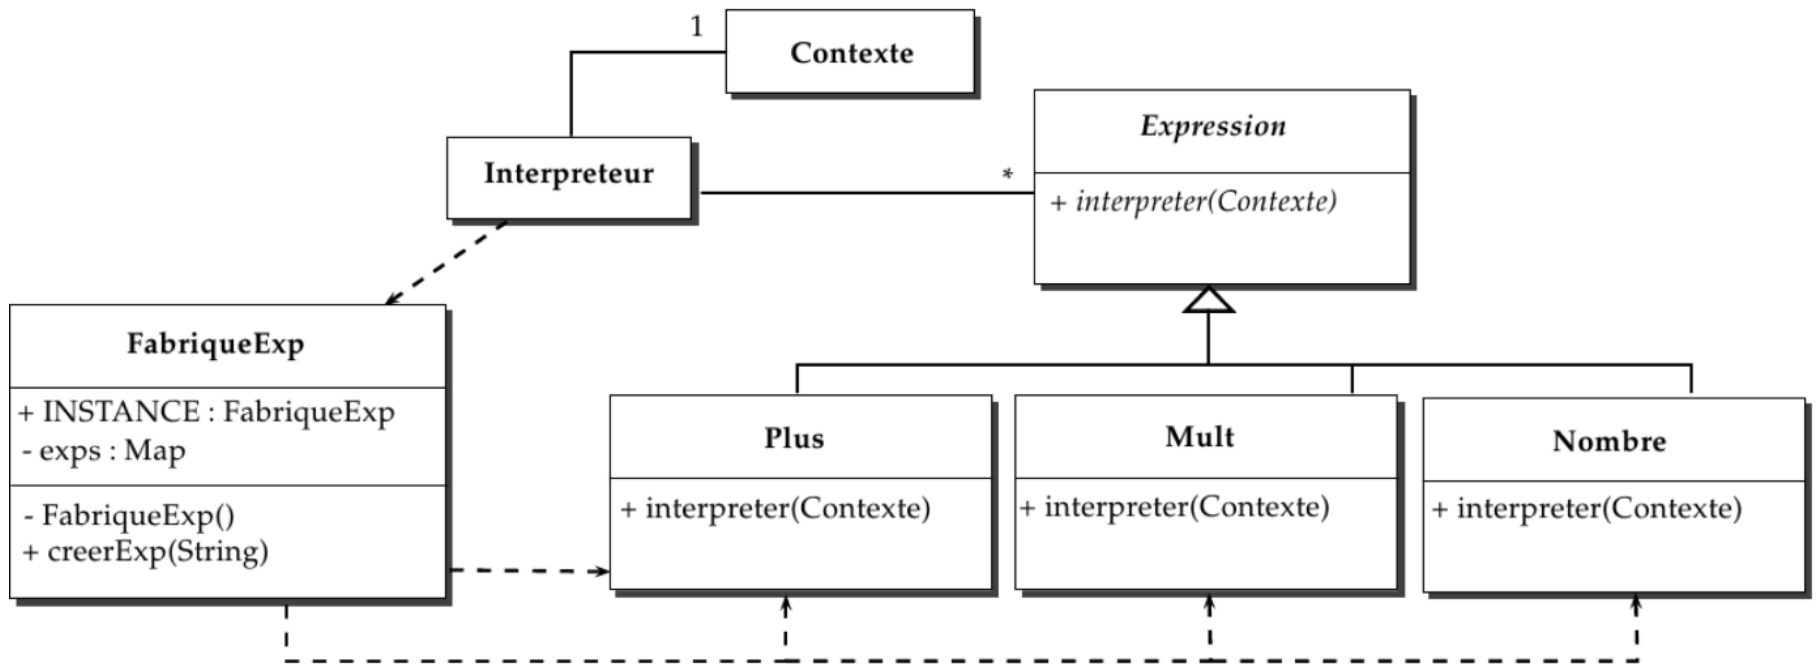 1
Contexte
Expression
+ interpreter(Contexte)
Interpreteur
*
FabriqueExp
+ INSTANCE : FabriqueExp
- exps : Map
- FabriqueExp()
+ creerExp(String)
Plus
+ interpreter(Contexte)
Mult
+ interpreter(Contexte)
Nombre
+ interpreter(Contexte)